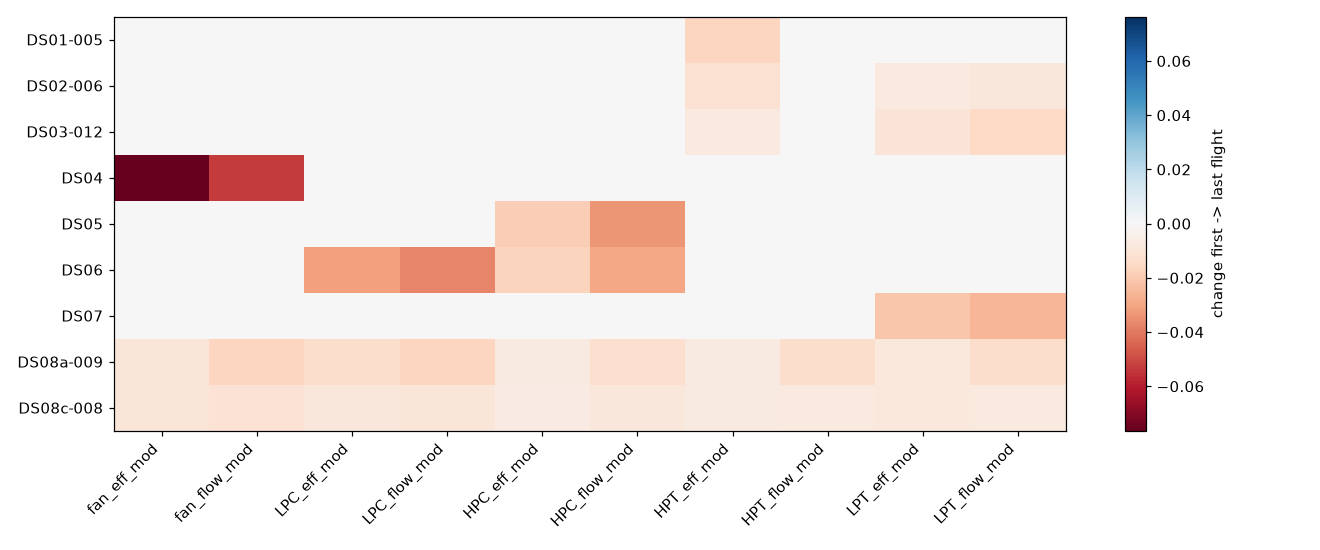 DS01-005
DS02-006
DS03-012
DS04
DS05
DS06
DS07
DS08a-009
DS08c-008
fan_eff_mod
fan_flow_mod
LPC_eff_mod
LPC_flow_mod
HPC_eff_mod
HPC_flow_mod
HPT_eff_mod
HPT_flow_mod
LPT_eff_mod
LPT_flow_mod
0.06
0.04
0.02
0.00
−0.02
−0.04
−0.06
change first -> last flight